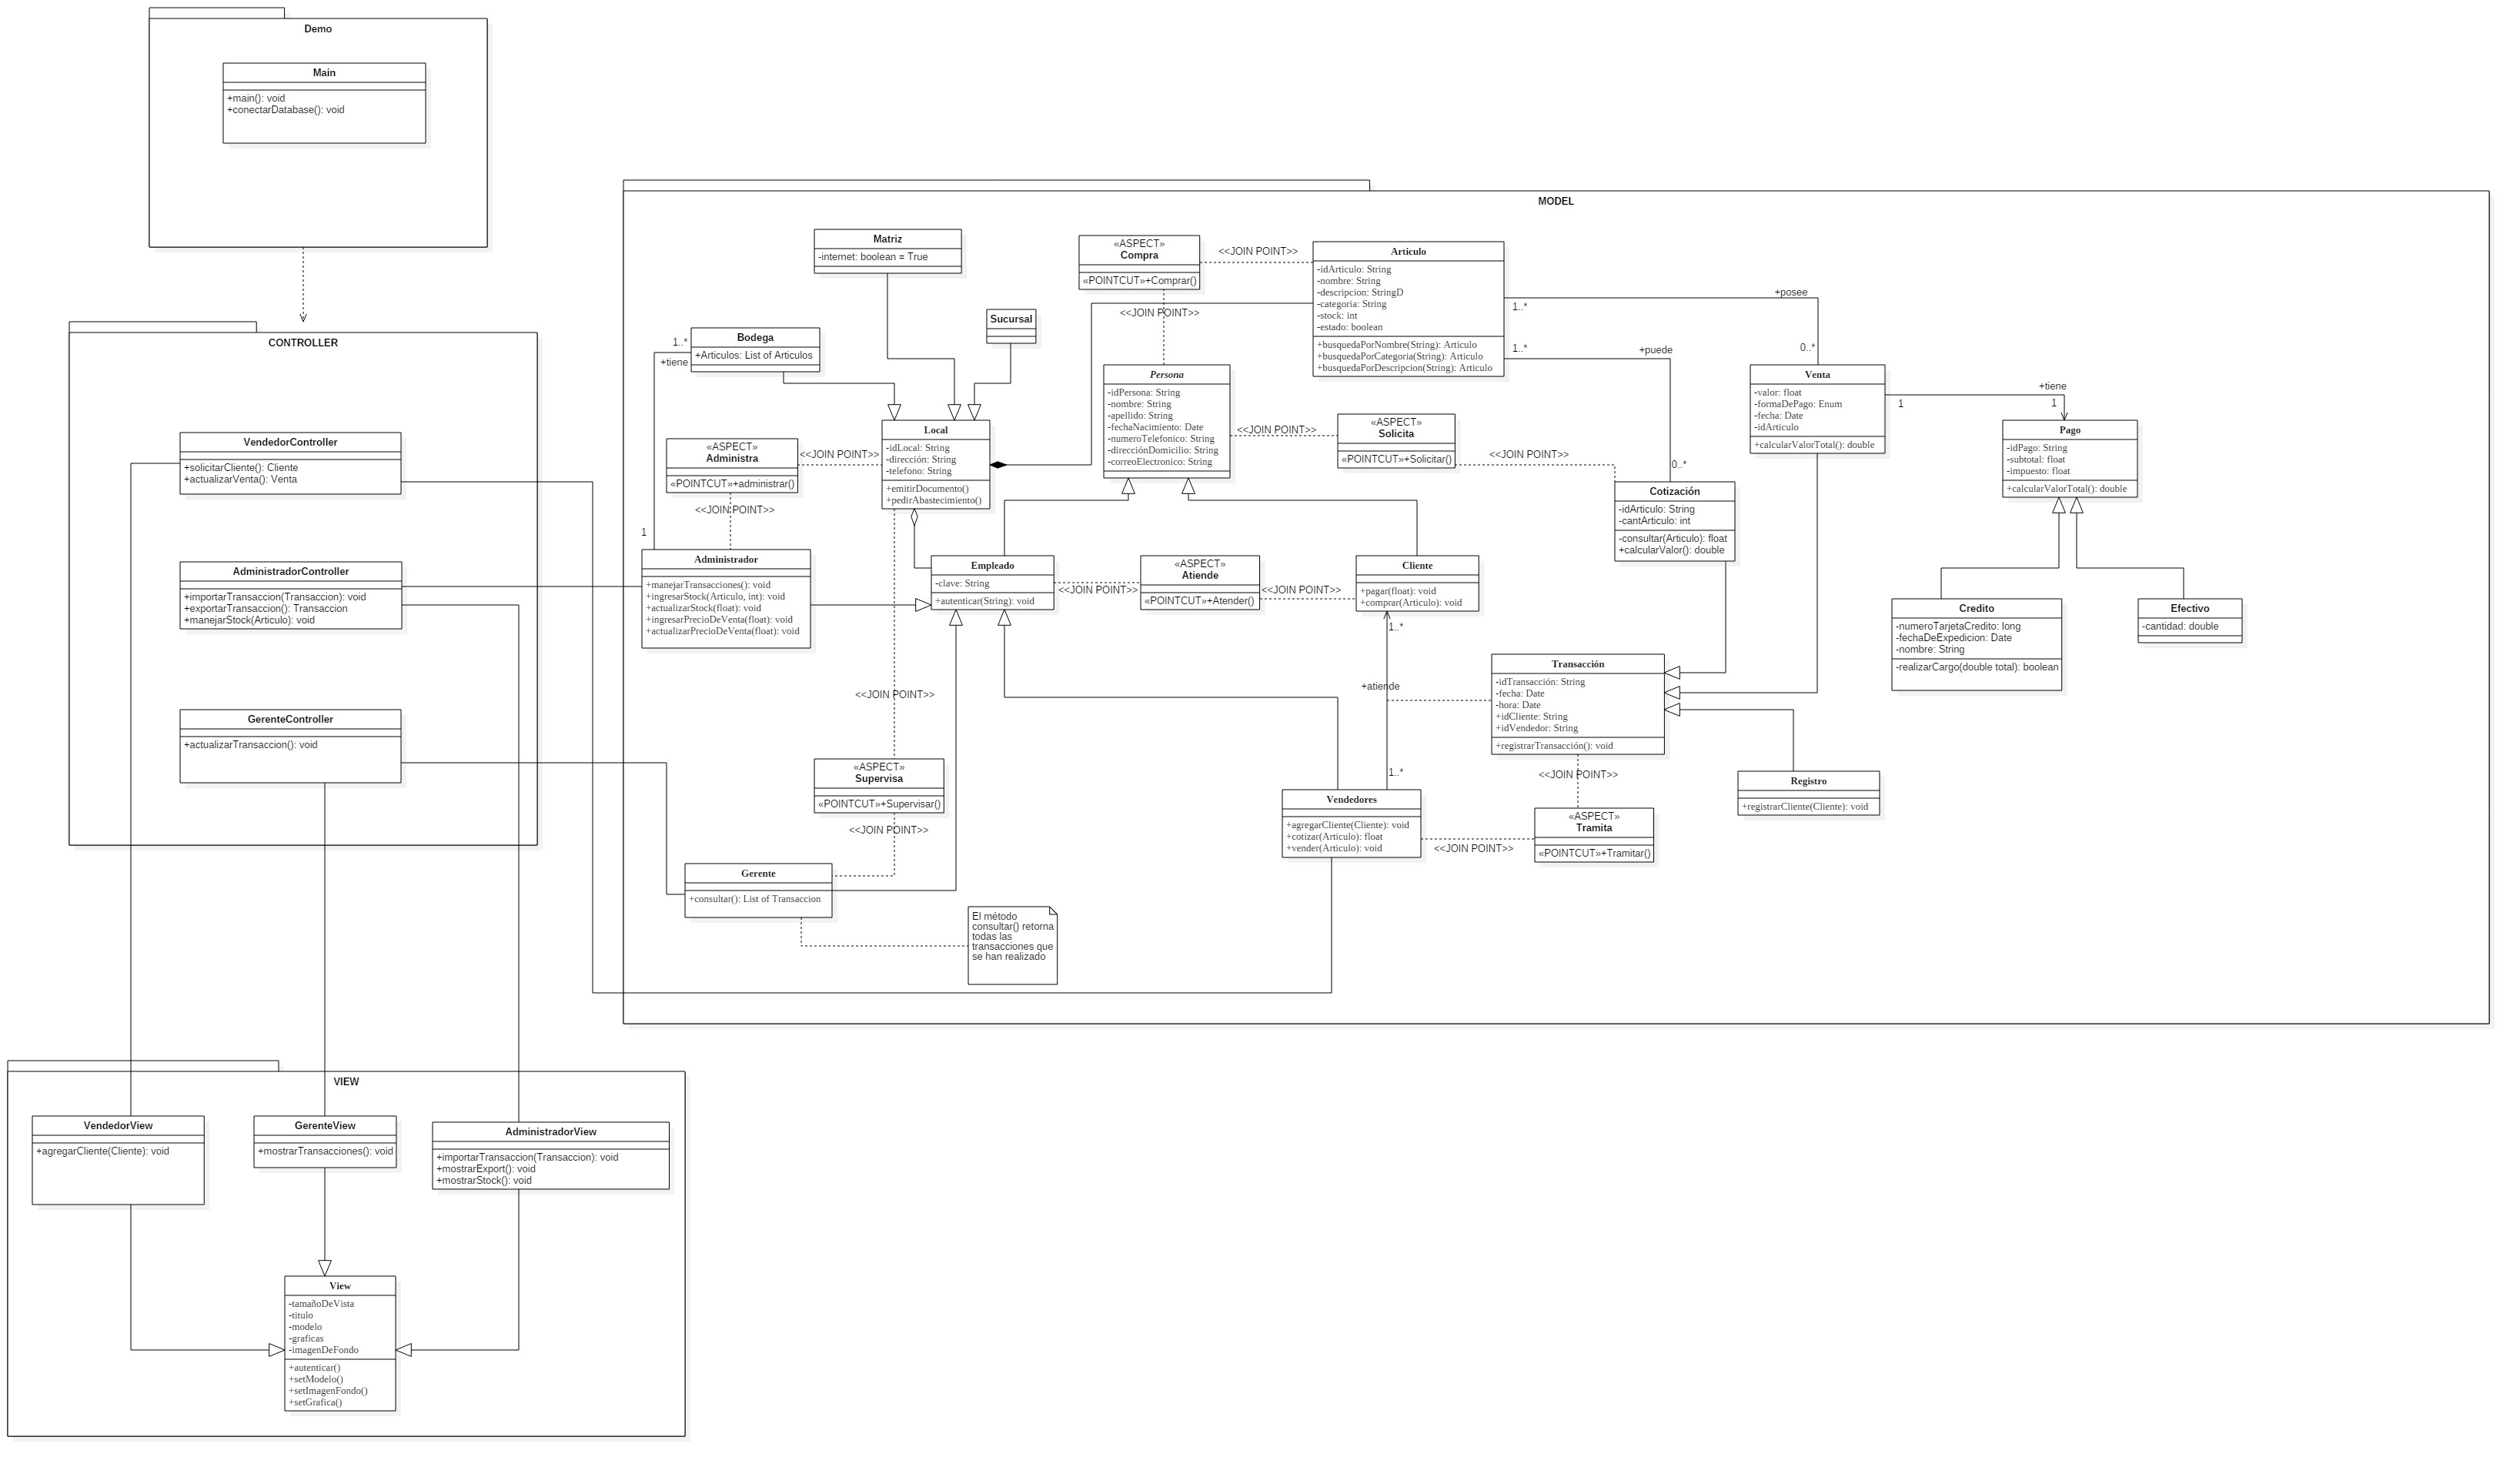 Demo
Main
+main(): void
+conectarDatabase(): void
CONTROLLER
VendedorController
+solicitarCliente(): Cliente
+actualizarVenta(): Venta
AdministradorController
+importarTransaccion(Transaccion): void
+exportarTransaccion(): Transaccion
+manejarStock(Articulo): void
GerenteController
+actualizarTransaccion(): void
MODEL
Matriz
-internet: boolean = True
«ASPECT»
Compra
«POINTCUT»+Comprar()
<<JOIN POINT>>
<<JOIN POINT>>
Articulo
-idArticulo: String
-nombre: String
-descripcion: StringD
-categoria: String
-stock: int
-estado: boolean
+busquedaPorNombre(String): Articulo
+busquedaPorCategoria(String): Articulo
+busquedaPorDescripcion(String): Articulo
+posee
1..*
0..*
1..*
+puede
0..*
Sucursal
Bodega
+Articulos: List of Articulos
1..*
+tiene
1
Persona
-idPersona: String
-nombre: String
-apellido: String
-fechaNacimiento: Date
-numeroTelefonico: String
-direcciónDomicilio: String
-correoElectronico: String
Venta
-valor: float
-formaDePago: Enum
-fecha: Date
-idArticulo
+calcularValorTotal(): double
+tiene
1
1
Pago
-idPago: String
-subtotal: float
-impuesto: float
+calcularValorTotal(): double
Local
-idLocal: String
-dirección: String
-telefono: String
+emitirDocumento()
+pedirAbastecimiento()
«ASPECT»
Administra
«POINTCUT»+administrar()
<<JOIN POINT>>
<<JOIN POINT>>
<<JOIN POINT>>
«ASPECT»
Solicita
«POINTCUT»+Solicitar()
<<JOIN POINT>>
Cotización
-idArticulo: String
-cantArticulo: int
-consultar(Articulo): float
+calcularValor(): double
Administrador
+manejarTransacciones(): void
+ingresarStock(Articulo, int): void
+actualizarStock(float): void
+ingresarPrecioDeVenta(float): void
+actualizarPrecioDeVenta(float): void
Empleado
-clave: String
+autenticar(String): void
<<JOIN POINT>>
«ASPECT»
Atiende
«POINTCUT»+Atender()
<<JOIN POINT>>
Cliente
+pagar(float): void
+comprar(Articulo): void
1..*
+atiende
1..*
Credito
-numeroTarjetaCredito: long
-fechaDeExpedicion: Date
-nombre: String
-realizarCargo(double total): boolean
Efectivo
-cantidad: double
Transacción
-idTransacción: String
-fecha: Date
-hora: Date
+idCliente: String
+idVendedor: String
+registrarTransacción(): void
<<JOIN POINT>>
«ASPECT»
Supervisa
«POINTCUT»+Supervisar()
<<JOIN POINT>>
Registro
+registrarCliente(Cliente): void
<<JOIN POINT>>
Vendedores
+agregarCliente(Cliente): void
+cotizar(Articulo): float
+vender(Articulo): void
<<JOIN POINT>>
«ASPECT»
Tramita
«POINTCUT»+Tramitar()
Gerente
+consultar(): List of Transaccion
El método
consultar() retorna
todas las
transacciones que
se han realizado
VIEW
VendedorView
+agregarCliente(Cliente): void
GerenteView
+mostrarTransacciones(): void
AdministradorView
+importarTransaccion(Transaccion): void
+mostrarExport(): void
+mostrarStock(): void
View
-tamañoDeVista
-titulo
-modelo
-graficas
-imagenDeFondo
+autenticar()
+setModelo()
+setImagenFondo()
+setGrafica()